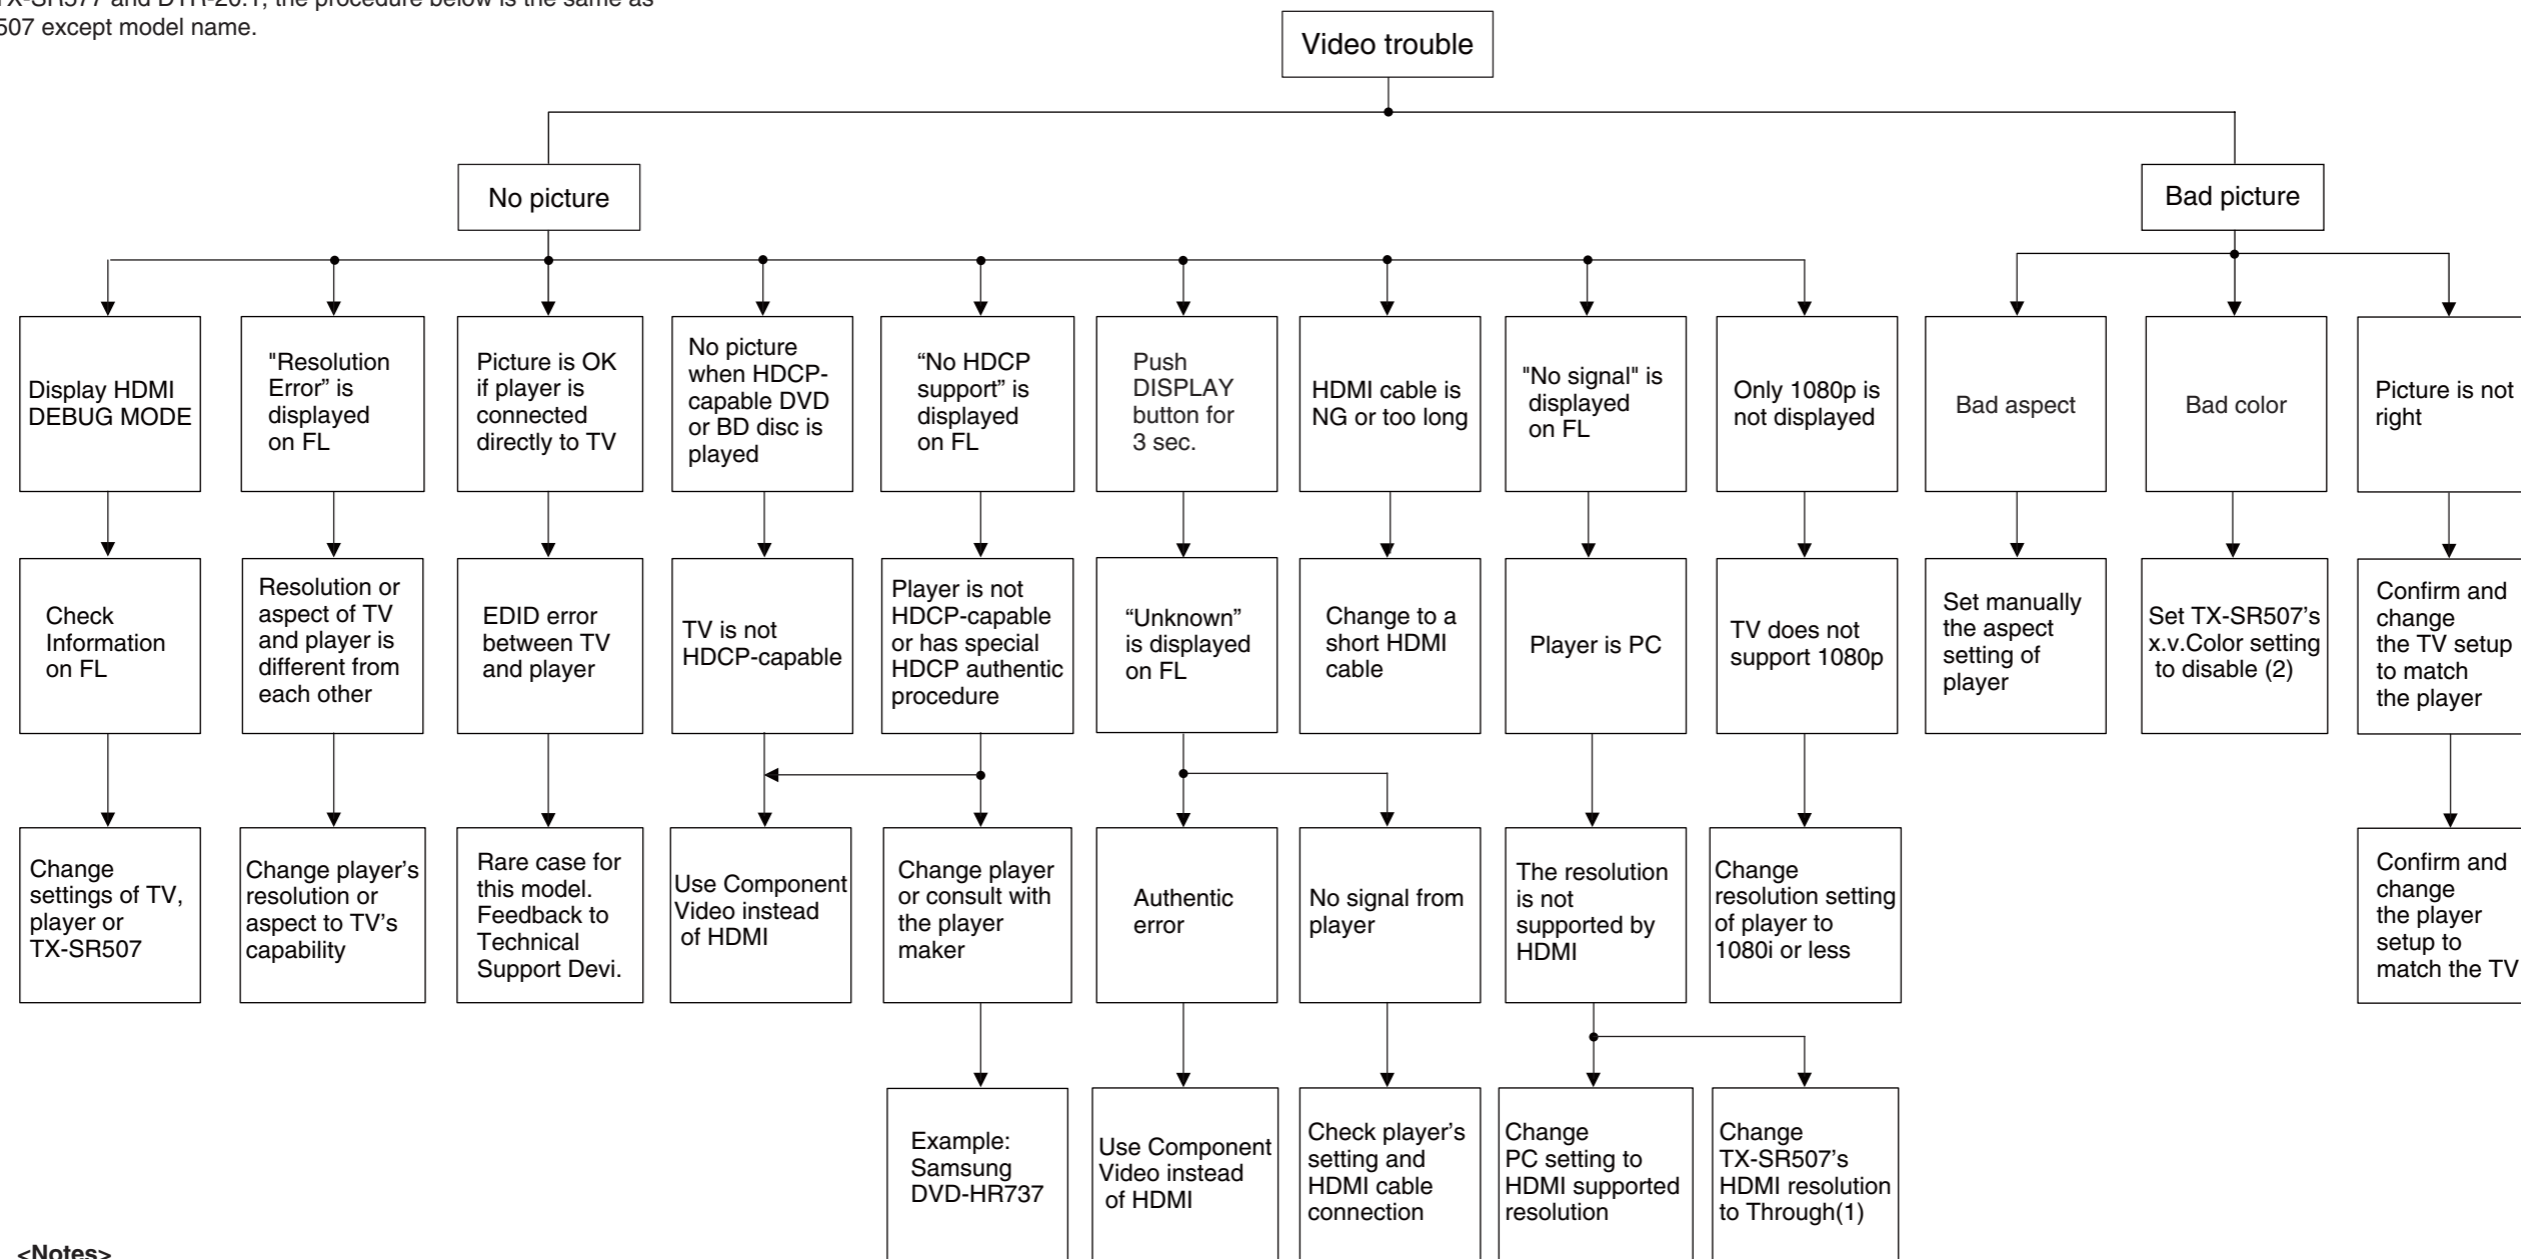 TX-SR577 and DTR-20.1, the procedure below is the same as
507 except model name.
Video trouble
No picture
Bad picture
Display HDMI
DEBUG MODE
"Resolution
Error” is
displayed
on FL
Picture is OK
if player is
connected
directly to TV
No picture
when HDCP-
capable DVD
or BD disc is
played
“No HDCP
support” is
displayed
on FL
Push
DISPLAY
button for
3 sec.
HDMI cable is
NG or too long
"No signal" is
displayed
on FL
Only 1080p is
not displayed
Bad aspect
Bad color
Picture is not
right
Check
Information
on FL
Resolution or
aspect of TV
and player is
different from
each other
EDID error
between TV
and player
TV is not
HDCP-capable
Player is not
HDCP-capable
or has special
HDCP authentic
procedure
“Unknown”
is displayed
on FL
Change to a
short HDMI
cable
Player is PC
TV does not
support 1080p
Set manually
the aspect
setting of
player
Set TX-SR507’s
x.v.Color setting
to disable (2)
Confirm and
change
the TV setup
to match
the player
Change
settings of TV,
player or
TX-SR507
Change player’s
resolution or
aspect to TV’s
capability
Rare case for
this model.
Feedback to
Technical
Support Devi.
Use Component
Video instead
of HDMI
Change player
or consult with
the player
maker
Authentic
error
No signal from
player
The resolution
is not
supported by
HDMI
Change
resolution setting
of player to
1080i or less
Confirm and
change
the player
setup to
match the TV
Example:
Samsung
DVD-HR737
Use Component
Video instead
of HDMI
Check player’s
setting and
HDMI cable
connection
Change
PC setting to
HDMI supported
resolution
Change
TX-SR507’s
HDMI resolution
to Through(1)
<Notes>